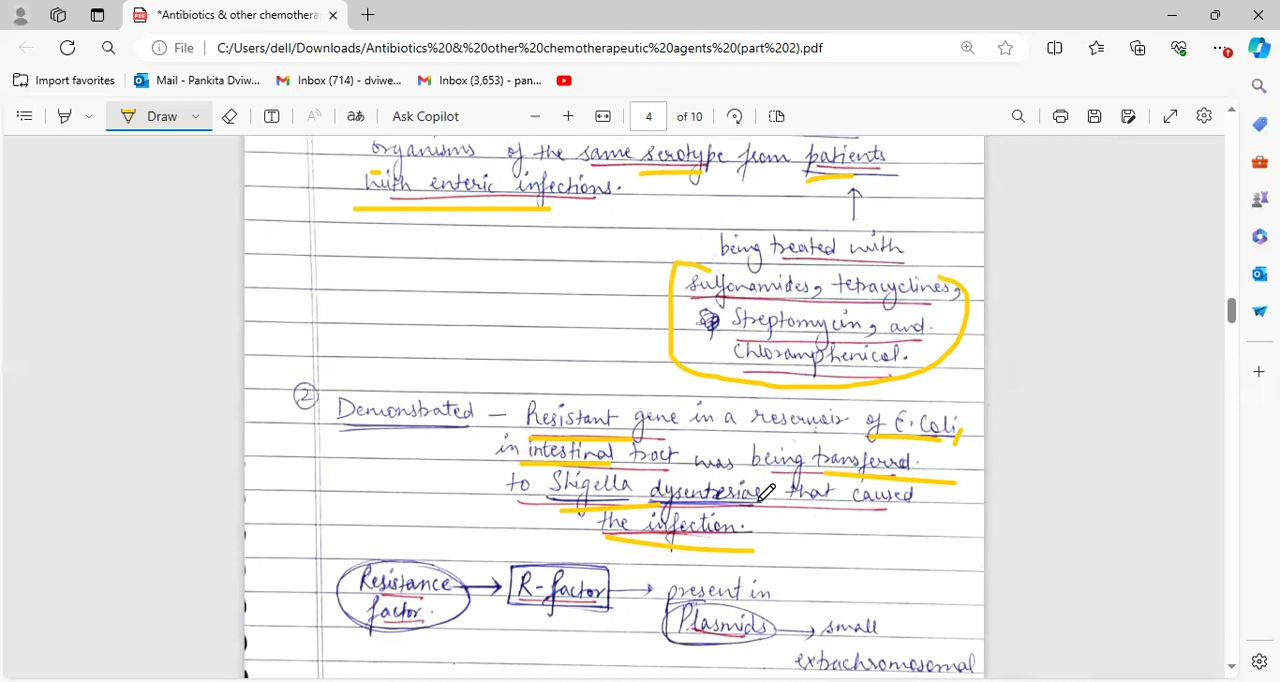 *Antibiotics & other chemothera
File C:/Users/dell/Downloads/Antibiotics%20&%20other%20chemotherapeutic%20agents%20(part%202).pdf
Import favorites Mail - Pankita Dviw... Inbox (714) - dviwe... Inbox (3,653) - pan...
Draw Ask Copilot 4 of 10
organisms of the same serotype from patients
with enteric infections.
being treated with
sulfonamides, tetracyclines,
Streptomycin, and
Chloramphenicol.
2 Demonstrated - Resistant gene in a reservoir of E. Coli,
in intestinal tract was being transferrd
to Shigella dysenteriae that caused
the infection.
Resistance → R-factor → present in
factor. Plasmids → small
extrachromosomal